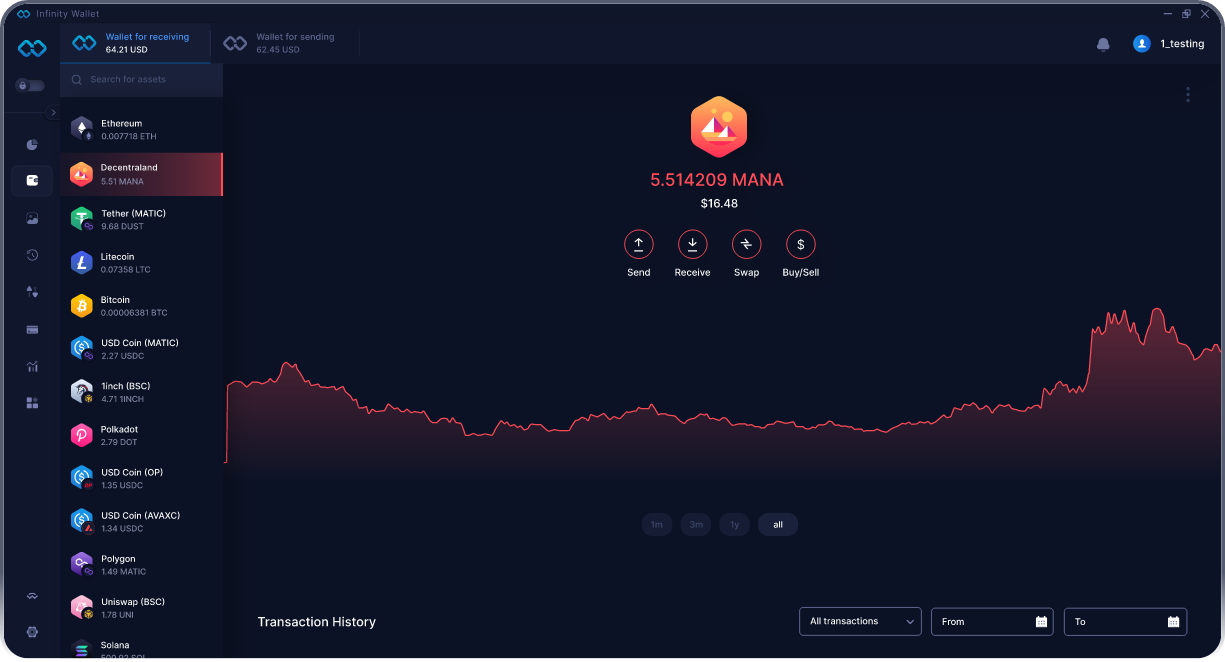 Infinity Wallet
Wallet for receiving
64.21 USD
Wallet for sending
62.45 USD
1_testing
Search for assets
Ethereum
0.007718 ETH
Decentraland
5.51 MANA
Tether (MATIC)
9.68 DUST
Litecoin
0.07358 LTC
Bitcoin
0.00006381 BTC
USD Coin (MATIC)
2.27 USDC
1inch (BSC)
4.71 1INCH
Polkadot
2.79 DOT
USD Coin (OP)
1.35 USDC
USD Coin (AVAXC)
1.34 USDC
Polygon
1.49 MATIC
Uniswap (BSC)
1.78 UNI
Solana
5.514209 MANA
$16.48
Send
Receive
Swap
Buy/Sell
1m
3m
1y
all
Transaction History
All transactions
From
To